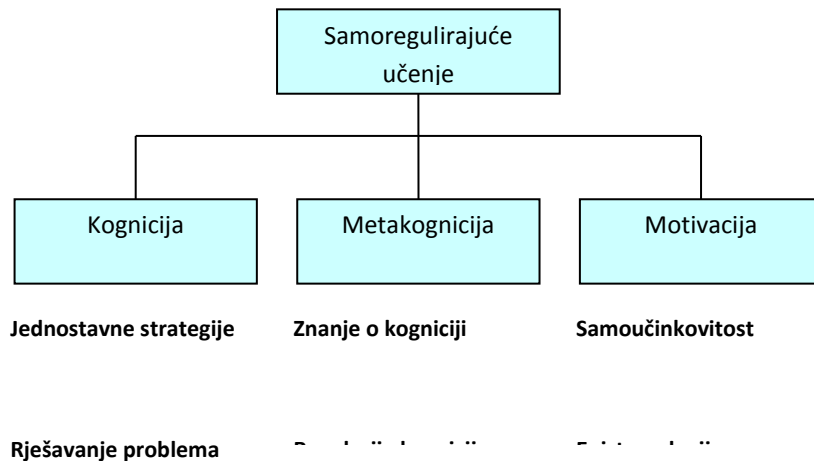 Samoregulirajuće
učenje
Kognicija
Metakognicija
Motivacija
Jednostavne strategije
Znanje o kogniciji
Samoučinkovitost
Rješavanje problema